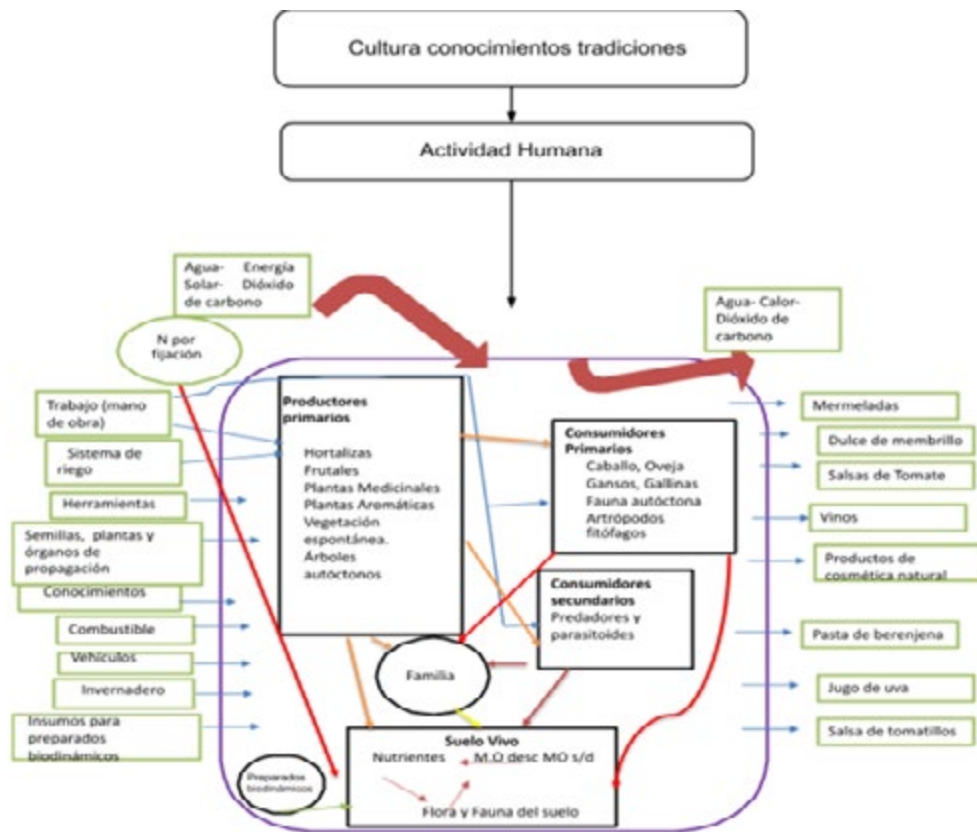 Cultura conocimientos tradiciones
Actividad Humana
Agua- Energía
Solar- Dióxido
de carbono
N por
fijación
Agua- Calor-
Dióxido de
carbono
Trabajo (mano
de obra)
Sistema de
riego
Herramientas
Semillas, plantas y
órganos de
propagación
Conocimientos
Combustible
Vehículos
Invernadero
Insumos para
preparados
biodinámicos
Productores
primarios
Hortalizas
Frutales
Plantas Medicinales
Plantas Aromáticas
Vegetación
espontánea.
Árboles
autóctonos
Consumidores
Primarios
Caballo, Oveja
Gansos, Gallinas
Fauna autóctona
Artrópodos
fitófagos
Consumidores
secundarios
Predadores y
parasitoides
Familia
Suelo Vivo
Nutrientes M.O desc MO s/d
Flora y Fauna del suelo
Preparados
biodinámicos
Mermeladas
Dulce de membrillo
Salsas de Tomate
Vinos
Productos de
cosmética natural
Pasta de berenjena
Jugo de uva
Salsa de tomatillos